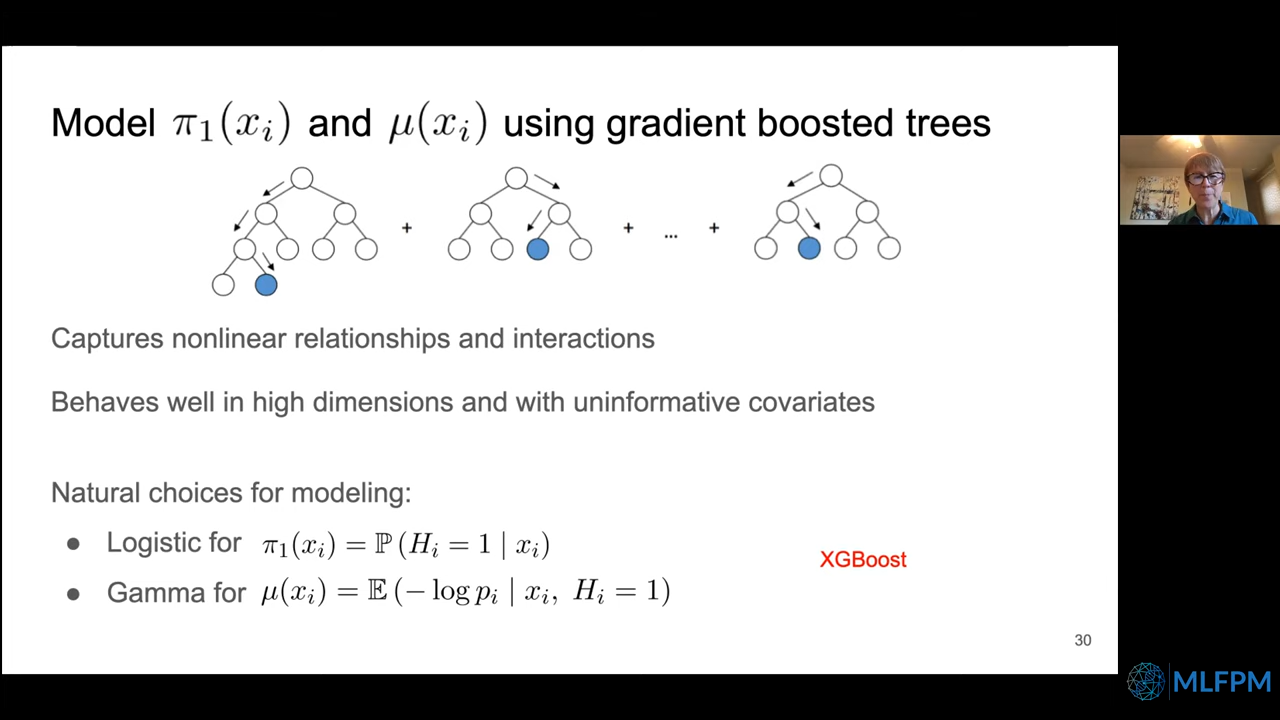 Model π₁(xᵢ) and μ(xᵢ) using gradient boosted trees
+ + ... +
Captures nonlinear relationships and interactions
Behaves well in high dimensions and with uninformative covariates
Natural choices for modeling:
● Logistic for π₁(xᵢ) = ℙ (Hᵢ = 1 | xᵢ)
XGBoost
● Gamma for μ(xᵢ) = 𝔼 (− log pᵢ | xᵢ, Hᵢ = 1)
30
MLFPM